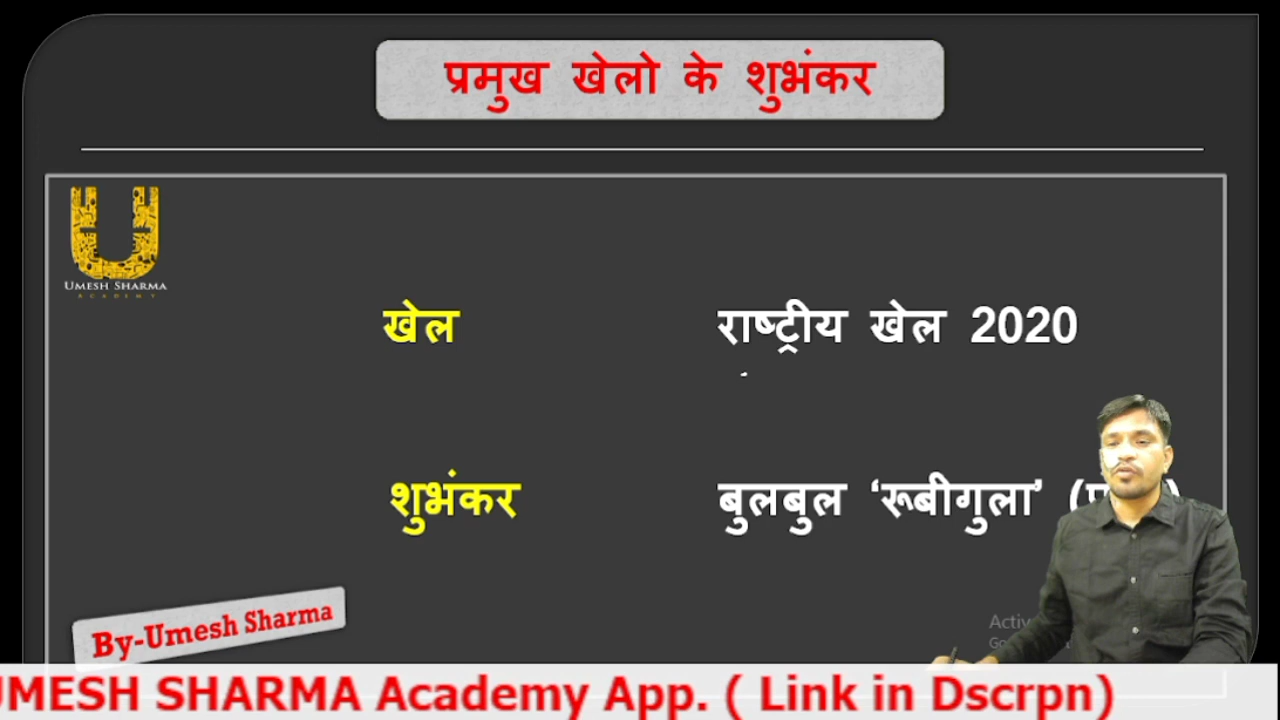 प्रमुख खेलो के शुभंकर
UMESH SHARMA
ACADEMY
खेल राष्ट्रीय खेल 2020
शुभंकर बुलबुल ‘रूबीगुला’
By-Umesh Sharma
UMESH SHARMA Academy App. ( Link in Dscrpn)